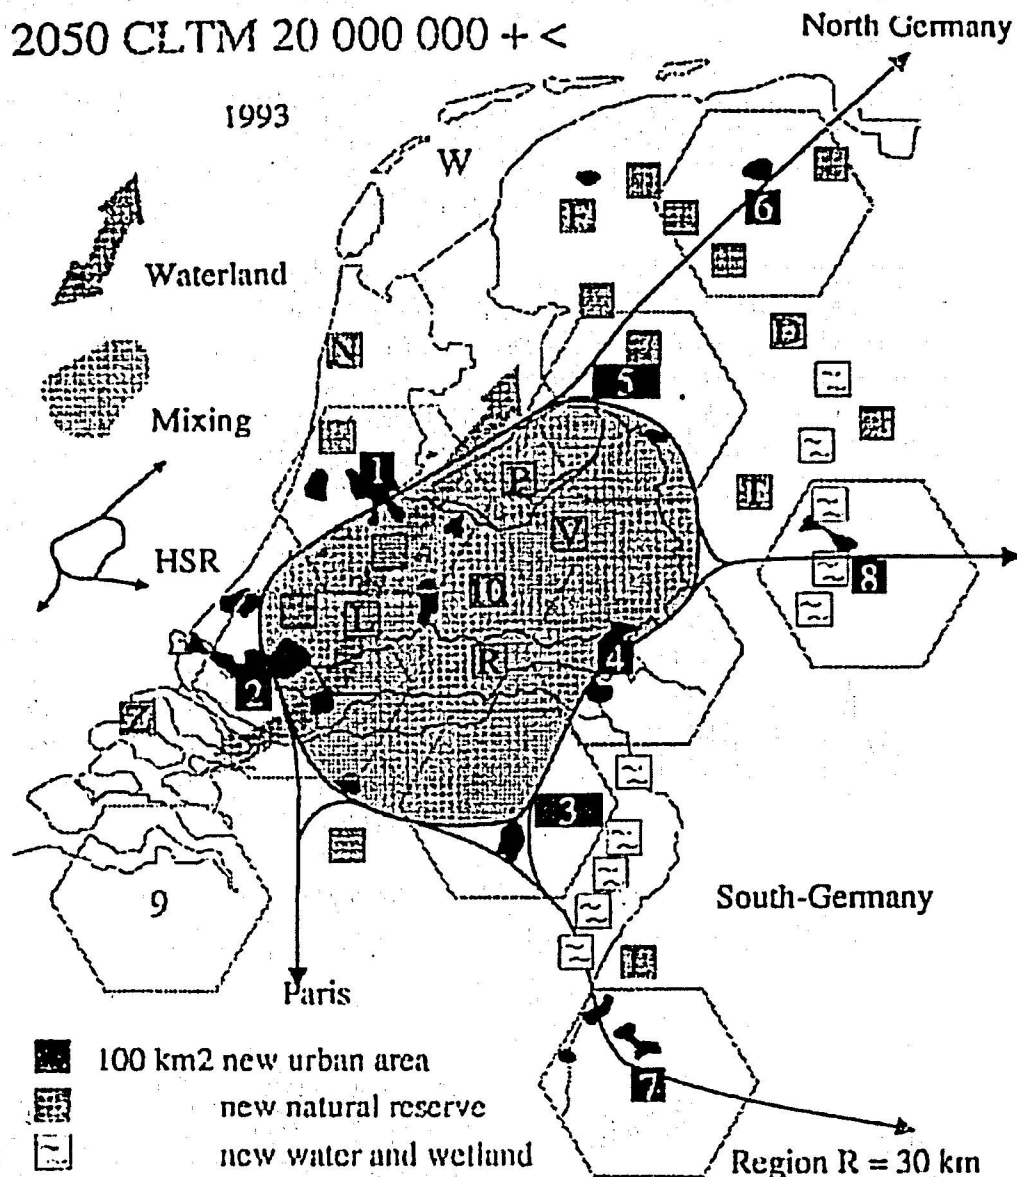 2050 CLTM 20 000 000 + <
North Germany
1993
W
6
Waterland
D
N
5
Mixing
1
P
T
V
HSR
10
8
L
R
4
2
Z
3
9
South-Germany
Paris
7
100 km2 new urban area
new natural reserve
new water and wetland
Region R = 30 km